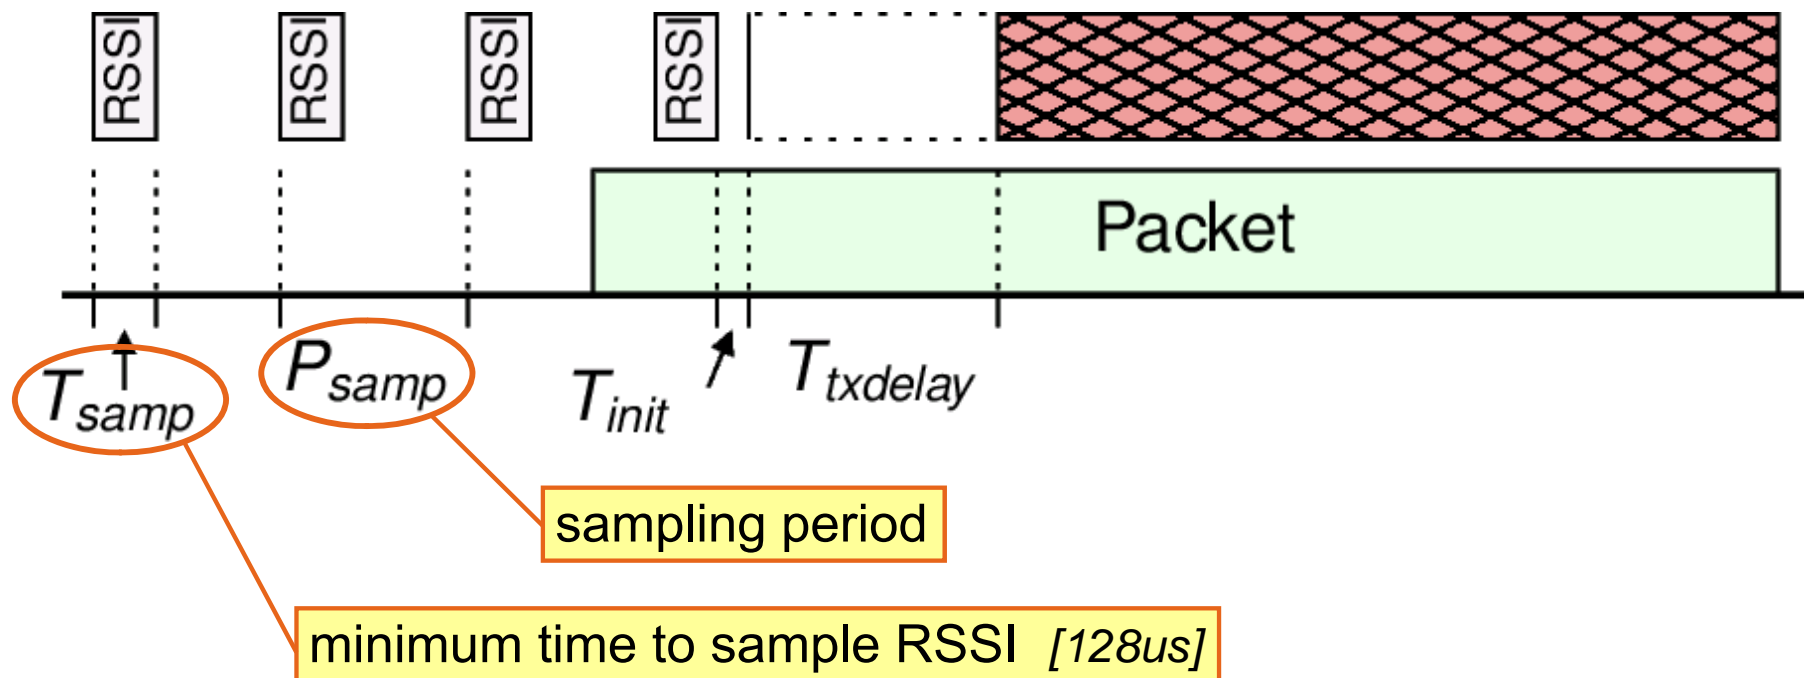 RSSI RSSI RSSI RSSI
Packet
Tsamp Psamp Tinit Ttxdelay
sampling period
minimum time to sample RSSI [128us]